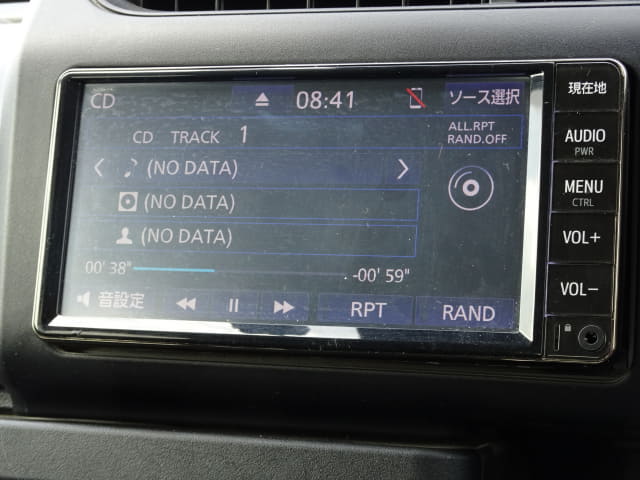 CD 08:41 ソース選択
CD TRACK 1 ALL.RPT
RAND.OFF
(NO DATA)
(NO DATA)
(NO DATA)
00' 38" -00' 59"
音設定 RPT RAND
現在地
AUDIO
PWR
MENU
CTRL
VOL+
VOL−